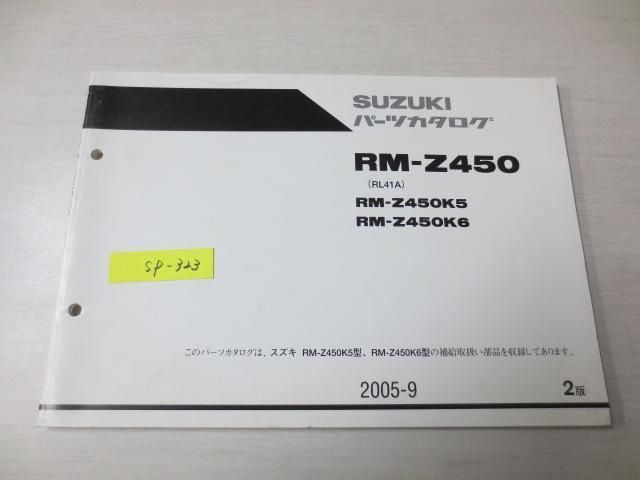 SUZUKI
パーツカタログ
RM-Z450
(RL41A)
RM-Z450K5
RM-Z450K6
SP-323
このパーツカタログは、スズキ RM-Z450K5型、RM-Z450K6型の補給取扱い部品を収録してあります。
2005-9
2版